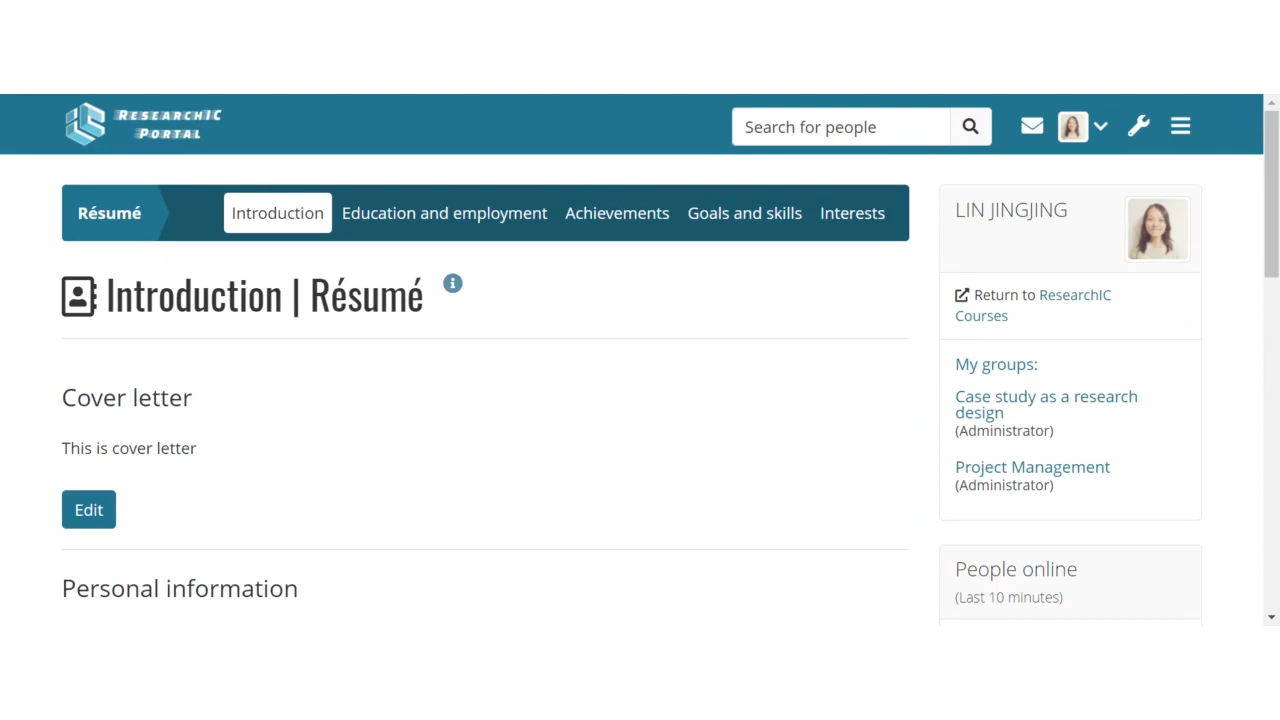 RESEARCHIC
PORTAL
Search for people
Résumé
Introduction
Education and employment
Achievements
Goals and skills
Interests
Introduction | Résumé
Cover letter
This is cover letter
Edit
Personal information
LIN JINGJING
Return to ResearchIC
Courses
My groups:
Case study as a research
design
(Administrator)
Project Management
(Administrator)
People online
(Last 10 minutes)